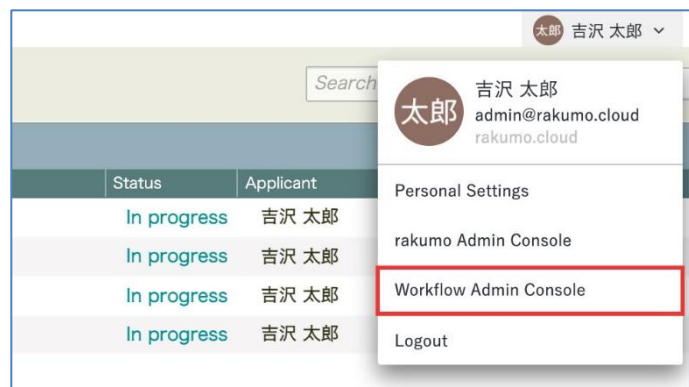 太郎 吉沢 太郎
Search
太郎
吉沢 太郎
admin@rakumo.cloud
rakumo.cloud
Status Applicant
In progress 吉沢 太郎
In progress 吉沢 太郎
In progress 吉沢 太郎
In progress 吉沢 太郎
Personal Settings
rakumo Admin Console
Workflow Admin Console
Logout